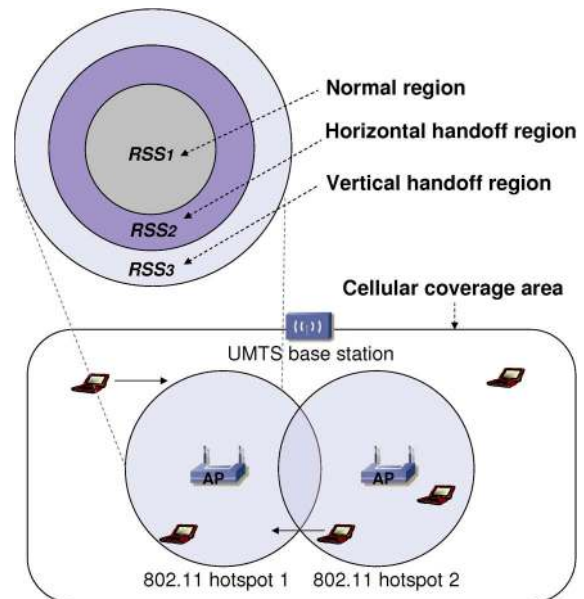 Normal region
Horizontal handoff region
RSS1
Vertical handoff region
RSS2
RSS3
Cellular coverage area
UMTS base station
AP
AP
802.11 hotspot 1
802.11 hotspot 2